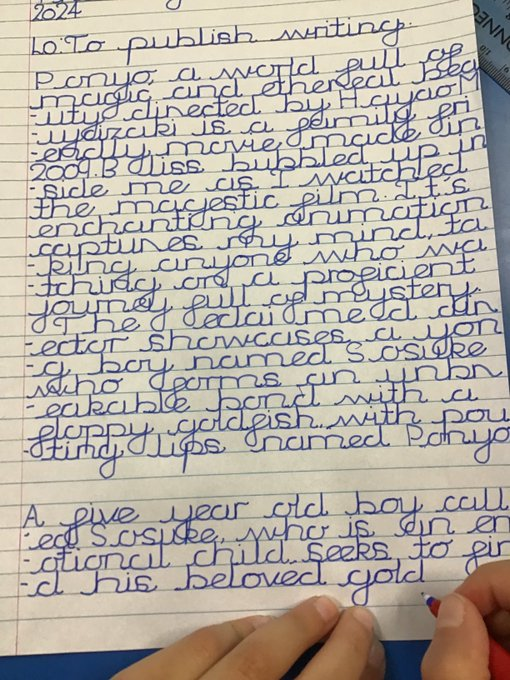 2024
LO:To publish writing.
Ponyo, a world full of
magic and ethereal bea
-uty directed by Hayao M
-iyazaki is a family fri
-endly movie made in
2009. Bliss bubbled up in
-side me as I watched
the majestic film. It's
enchanting animation
captures my mind, ta
-king anyone who wa
-tching on a proficient
journey full of mystery.
The acclaimed dir
-ector showcases a yon
-g boy named Sosuke
who forms an unbr
-eakable bond with a
floppy goldfish with pou
-ting lips named Ponyo
A five year old boy call
-ed Sosuke, who is an em
-otional child seeks to fin
-d his beloved gold
CONNEC